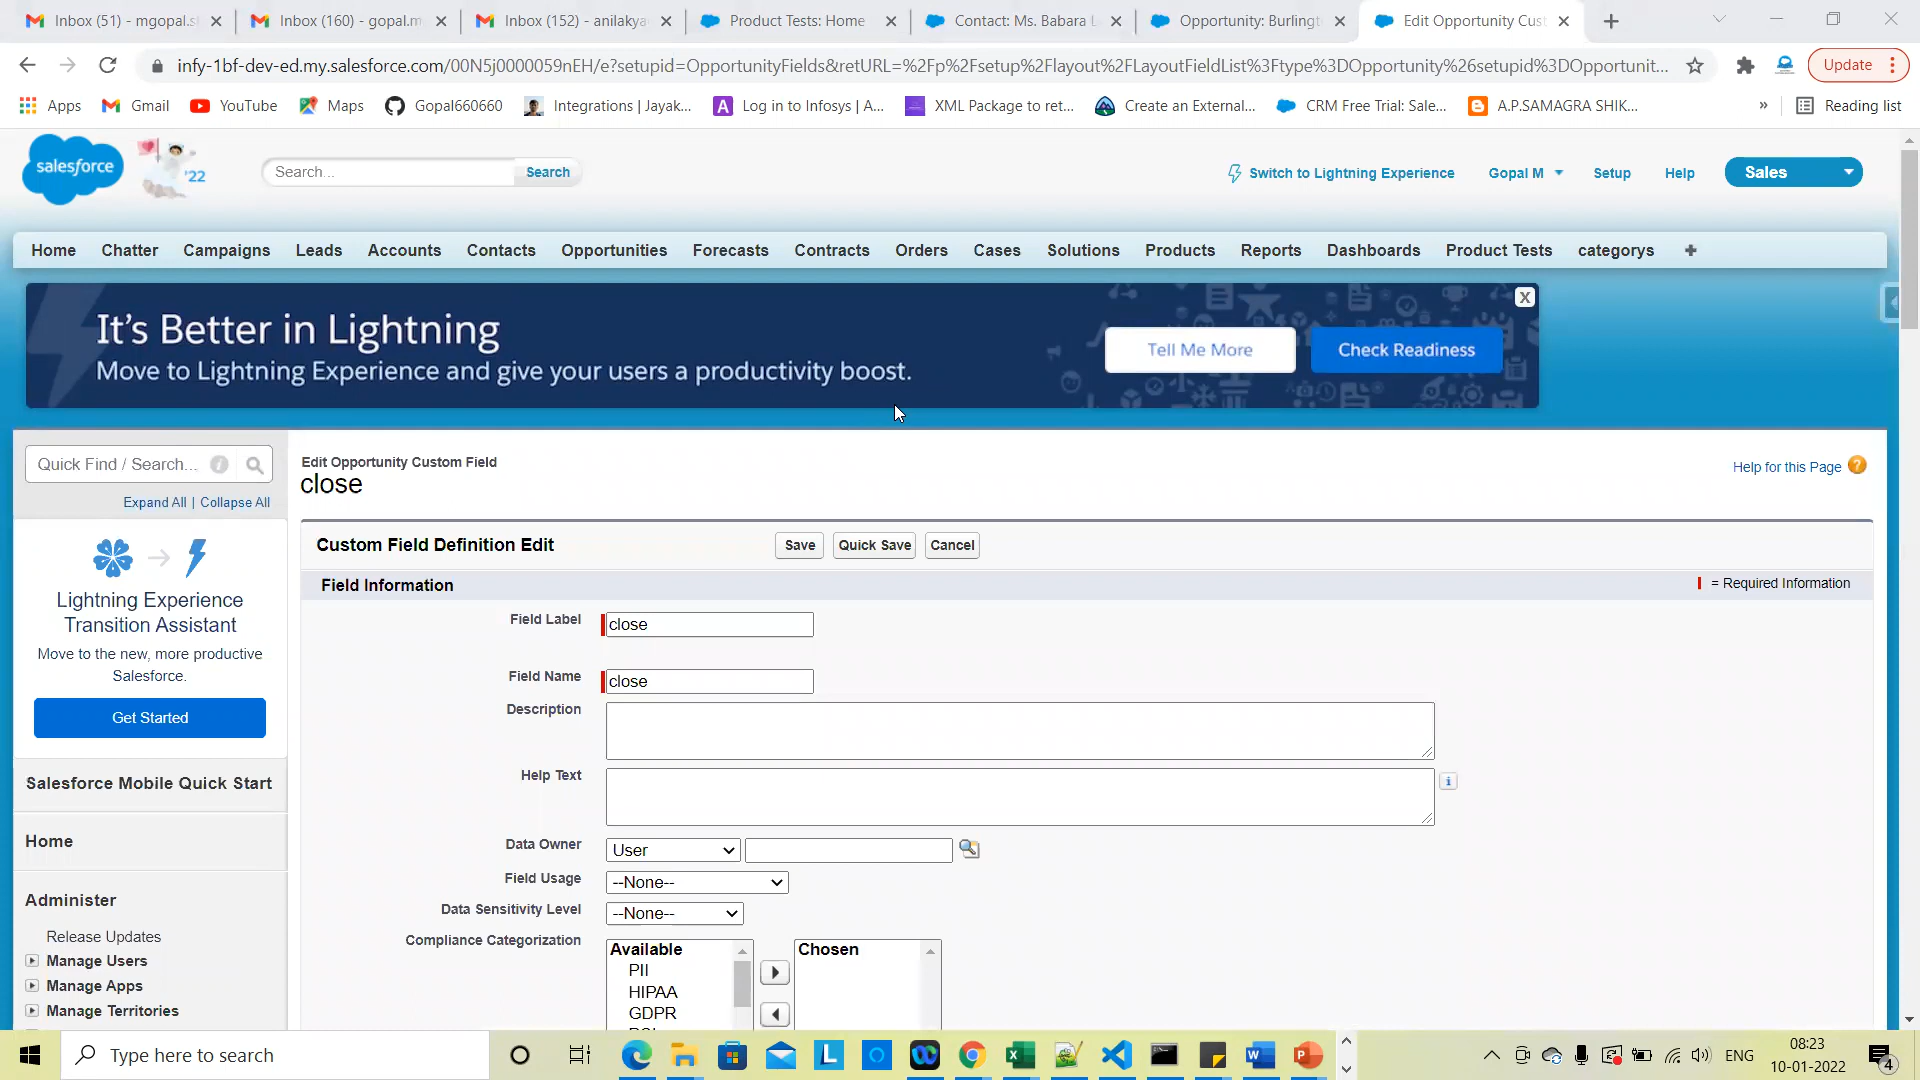 Inbox (51) - mgopal.s
Inbox (160) - gopal.m
Inbox (152) - anilakya
Product Tests: Home
Contact: Ms. Babara L
Opportunity: Burlingt
Edit Opportunity Cus
infy-1bf-dev-ed.my.salesforce.com/00N5j0000059nEH/e?setupid=OpportunityFields&retURL=%2Fp%2Fsetup%2Flayout%2FLayoutFieldList%3Ftype%3DOpportunity%26setupid%3DOpportunit...
Update
Apps
Gmail
YouTube
Maps
Gopal660060
Integrations | Jayak...
Log in to Infosys | A...
XML Package to ret...
Create an External...
CRM Free Trial: Sale...
A.P.SAMAGRA SHIK...
»
Reading list
salesforce
'22
Search...
Search
Switch to Lightning Experience
Gopal M
Setup
Help
Sales
Home
Chatter
Campaigns
Leads
Accounts
Contacts
Opportunities
Forecasts
Contracts
Orders
Cases
Solutions
Products
Reports
Dashboards
Product Tests
categorys
It's Better in Lightning
Move to Lightning Experience and give your users a productivity boost.
Tell Me More
Check Readiness
X
Quick Find / Search...
Expand All | Collapse All
Lightning Experience
Transition Assistant
Move to the new, more productive
Salesforce.
Get Started
Salesforce Mobile Quick Start
Home
Administer
Release Updates
Manage Users
Manage Apps
Manage Territories
Edit Opportunity Custom Field
close
Help for this Page
Custom Field Definition Edit
Save
Quick Save
Cancel
Field Information
= Required Information
Field Label
close
Field Name
close
Description
Help Text
Data Owner
User
Field Usage
--None--
Data Sensitivity Level
--None--
Compliance Categorization
Available
PII
HIPAA
GDPR
Chosen
Type here to search
ENG
08:23
10-01-2022
4